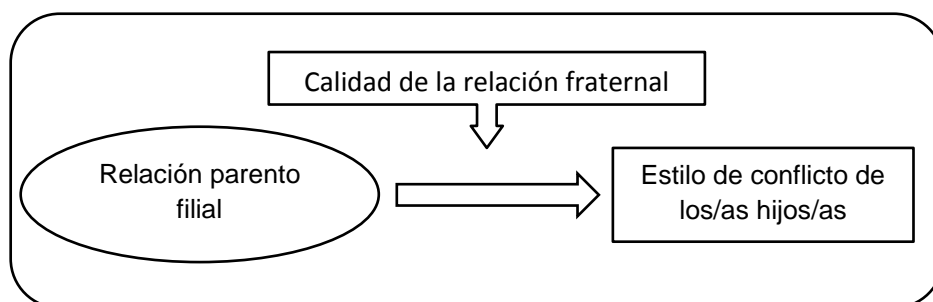 Calidad de la relación fraternal
Relación parento
filial
Estilo de conflicto de
los/as hijos/as